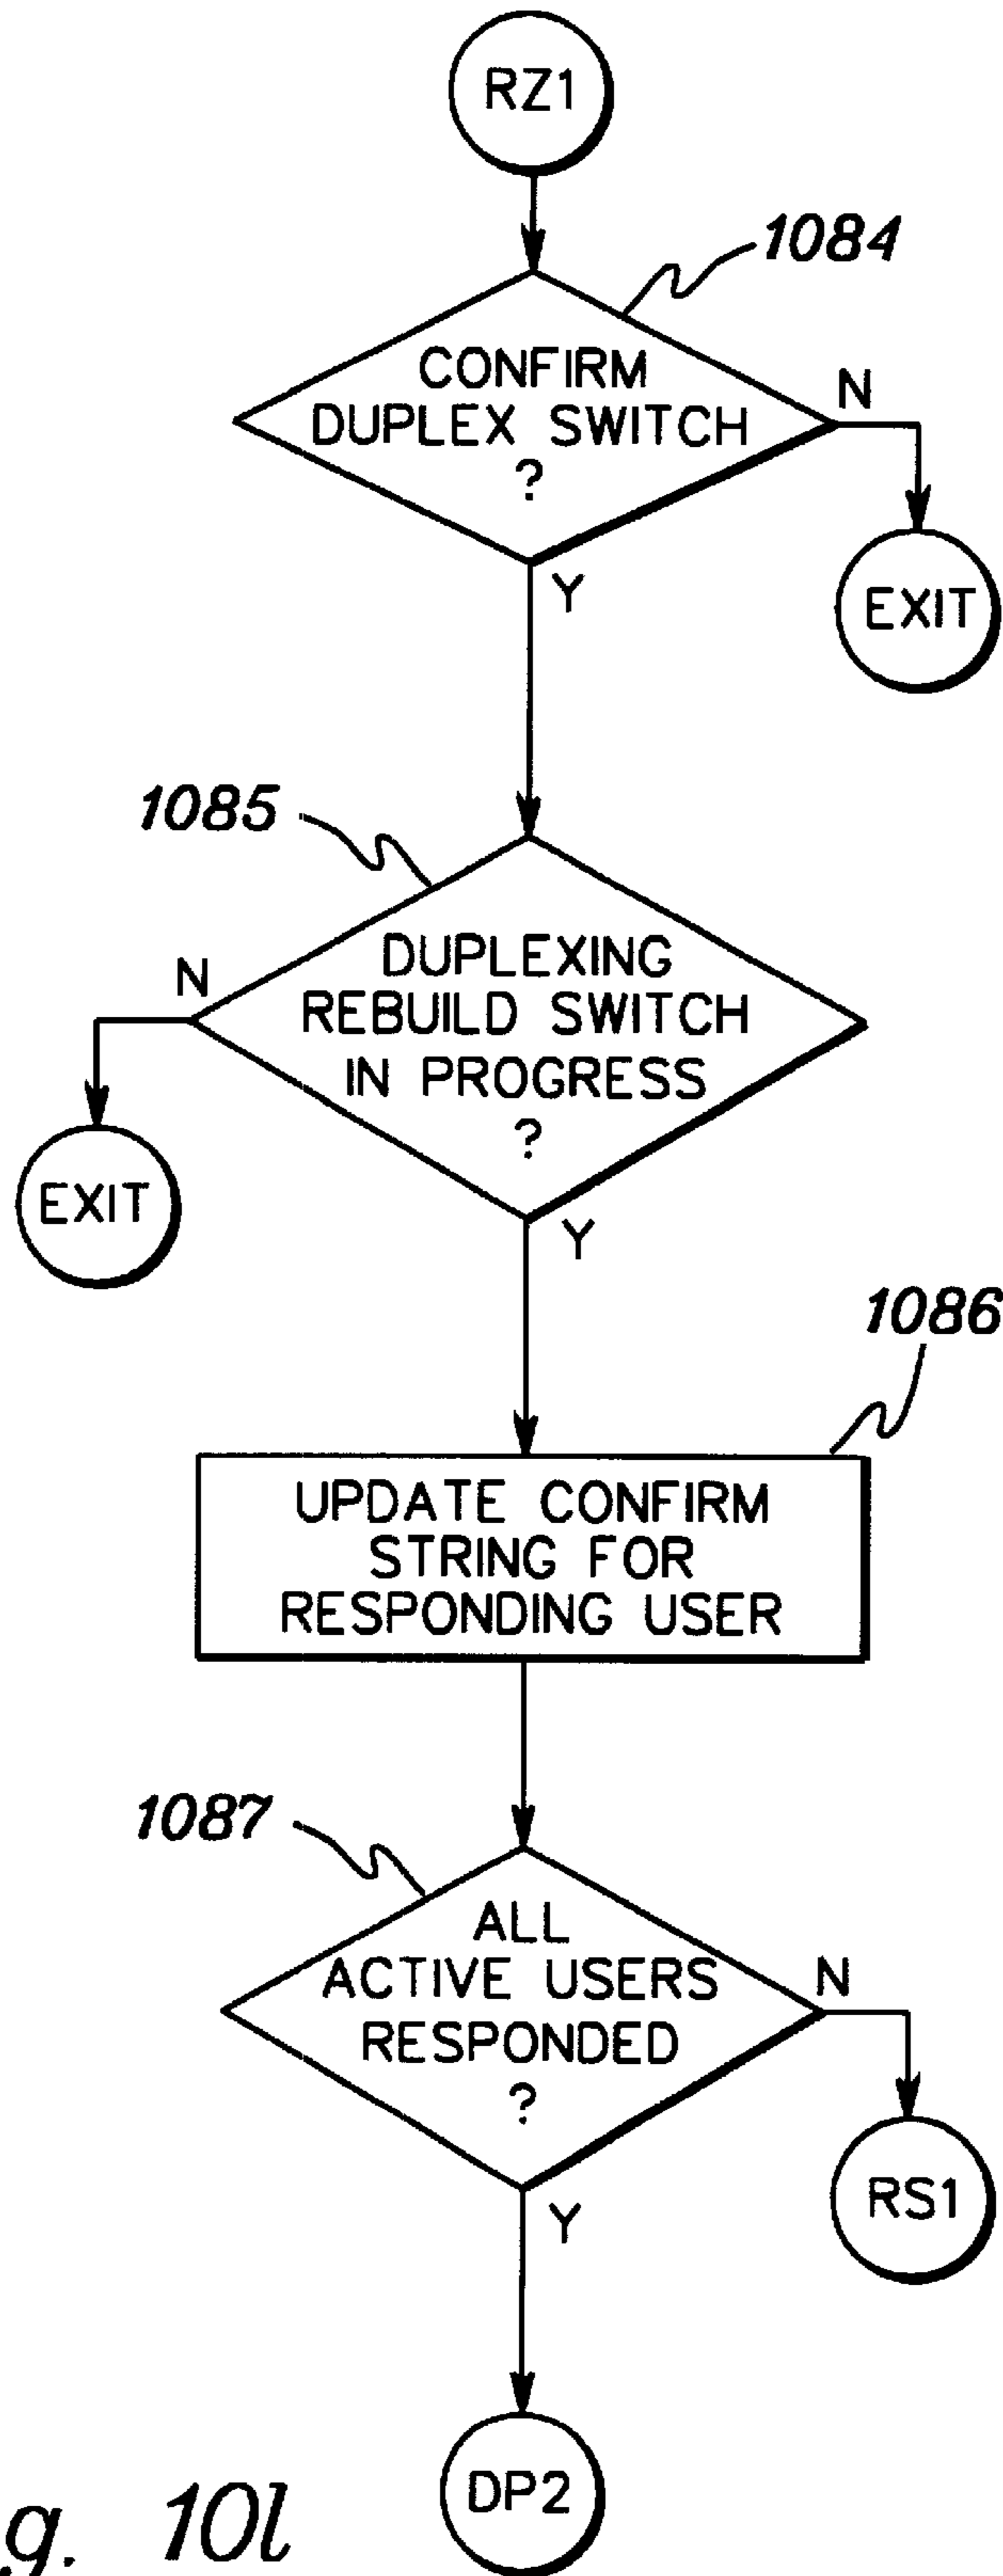 RZ1
1084
CONFIRM
DUPLEX SWITCH
?
N
Y
EXIT
1085
DUPLEXING
REBUILD SWITCH
IN PROGRESS
?
N
EXIT
Y
1086
UPDATE CONFIRM
STRING FOR
RESPONDING USER
1087
ALL
ACTIVE USERS
RESPONDED
?
N
RS1
Y
DP2
g. 10l